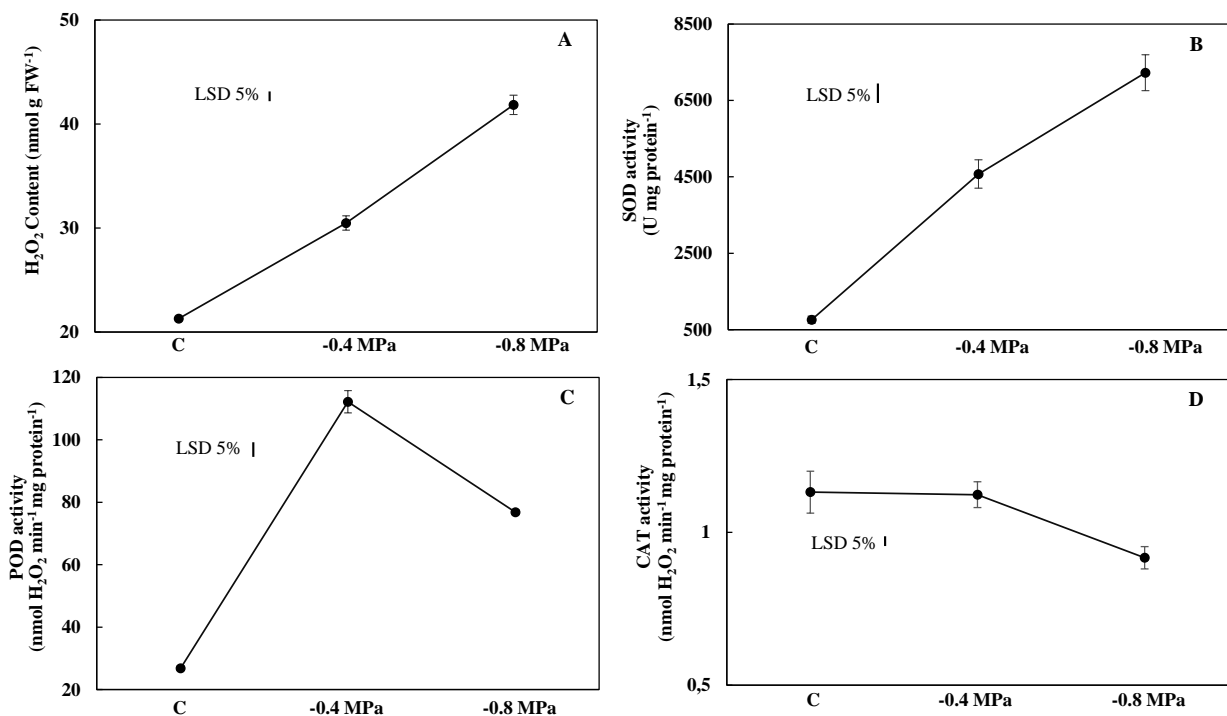 A
H₂O₂ Content (nmol g FW⁻¹)
50
40
30
20
LSD 5%
C
-0.4 MPa
-0.8 MPa
B
SOD activity
(U mg protein⁻¹)
8500
6500
4500
2500
500
LSD 5%
C
-0.4 MPa
-0.8 MPa
C
POD activity
(nmol H₂O₂ min⁻¹ mg protein⁻¹)
120
100
80
60
40
20
LSD 5%
C
-0.4 MPa
-0.8 MPa
D
CAT activity
(nmol H₂O₂ min⁻¹ mg protein⁻¹)
1,5
1
0,5
LSD 5%
C
-0.4 MPa
-0.8 MPa